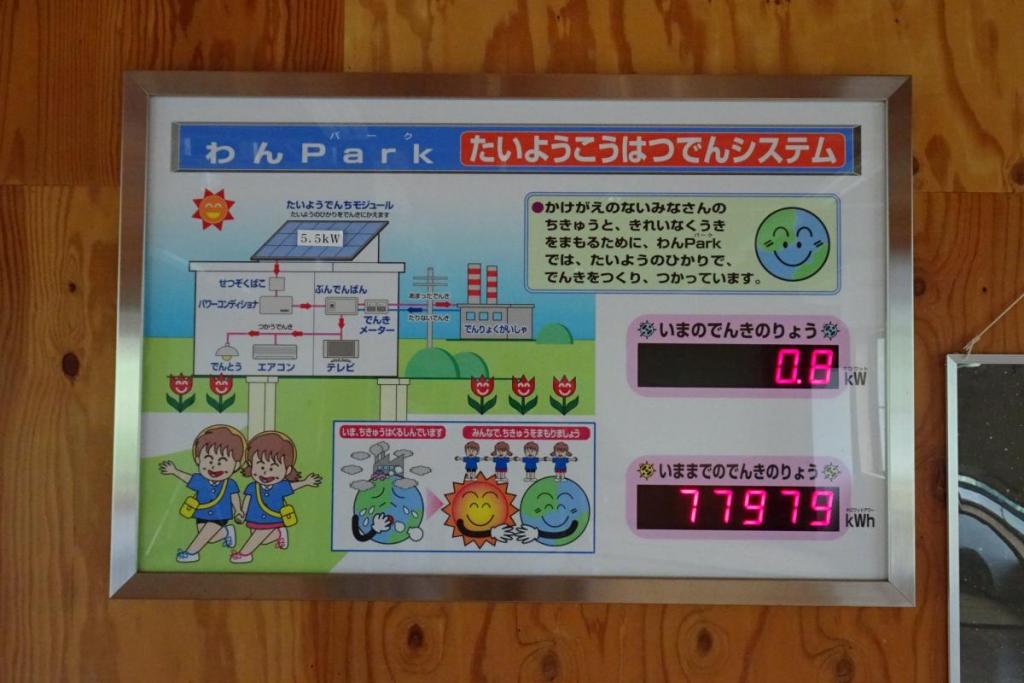 パーク
わんPark たいようこうはつでんシステム
たいようでんちモジュール
たいようのひかりをでんきにかえます
5.5kW
せつぞくばこ
パワーコンディショナ
ぶんでんばん
でんき
メーター
つかうでんき
でんとう
エアコン
テレビ
あまったでんき
たりないでんき
でんりょくがいしゃ
●かけがえのないみなさんの
ちきゅうと、きれいなくうき
をまもるために、わんPark
パーク
では、たいようのひかりで、
でんきをつくり、つかっています。
いまのでんきのりょう
0.8
キロワット
kW
いままでのでんきのりょう
77979
キロワットアワー
kWh
いま、ちきゅうはくるしんでいます
みんなで、ちきゅうをまもりましょう